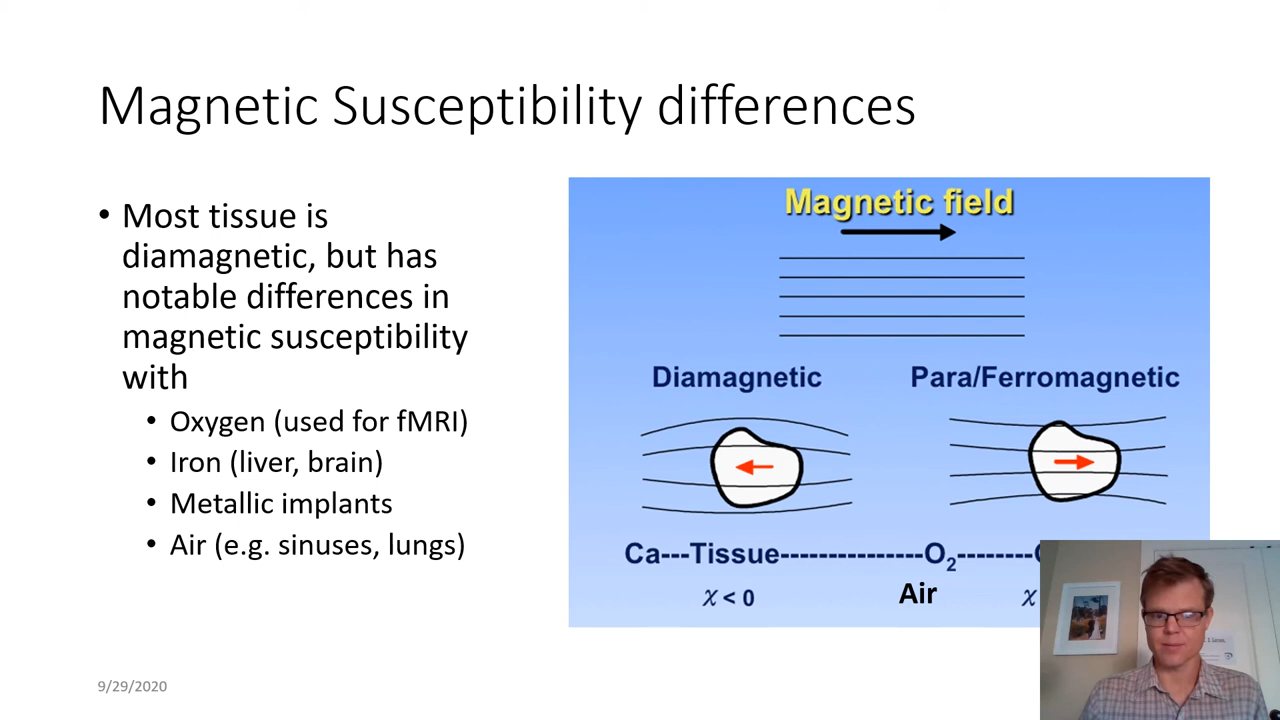 Magnetic Susceptibility differences
• Most tissue is
diamagnetic, but has
notable differences in
magnetic susceptibility
with
• Oxygen (used for fMRI)
• Iron (liver, brain)
• Metallic implants
• Air (e.g. sinuses, lungs)
Magnetic field
Diamagnetic
Para/Ferromagnetic
Ca---Tissue---------------O₂--------
χ < 0
Air
χ
9/29/2020